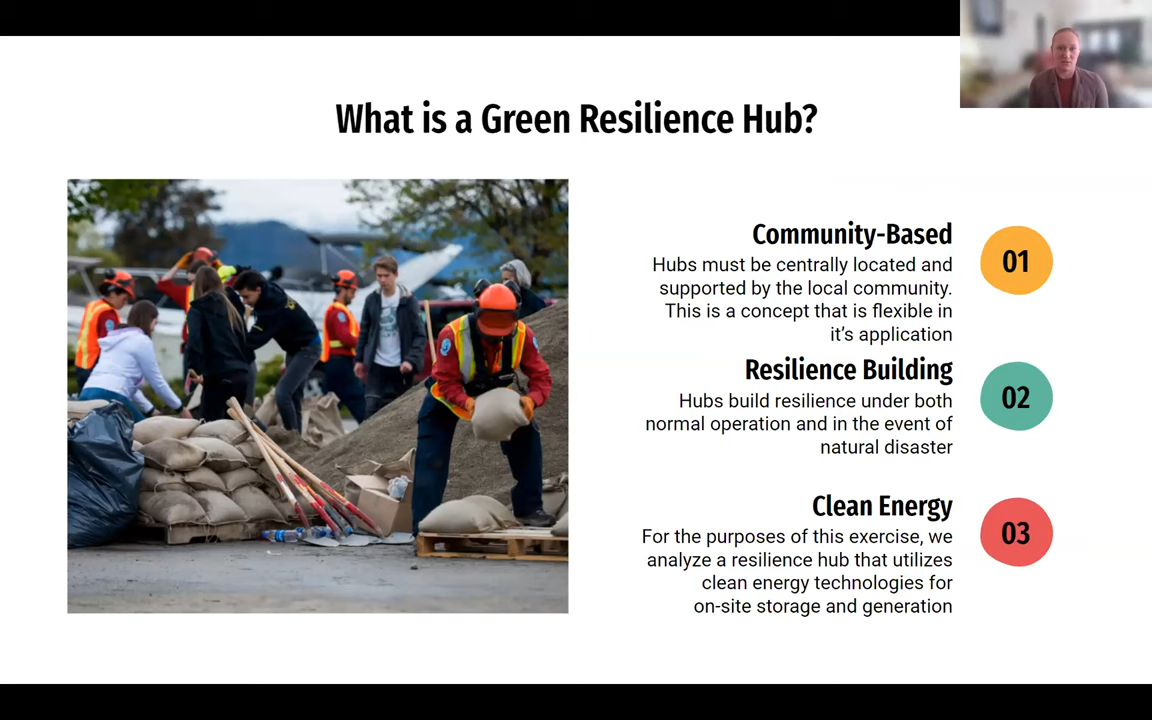 What is a Green Resilience Hub?
Community-Based
01
Hubs must be centrally located and
supported by the local community.
This is a concept that is flexible in
it's application
Resilience Building
02
Hubs build resilience under both
normal operation and in the event of
natural disaster
Clean Energy
03
For the purposes of this exercise, we
analyze a resilience hub that utilizes
clean energy technologies for
on-site storage and generation